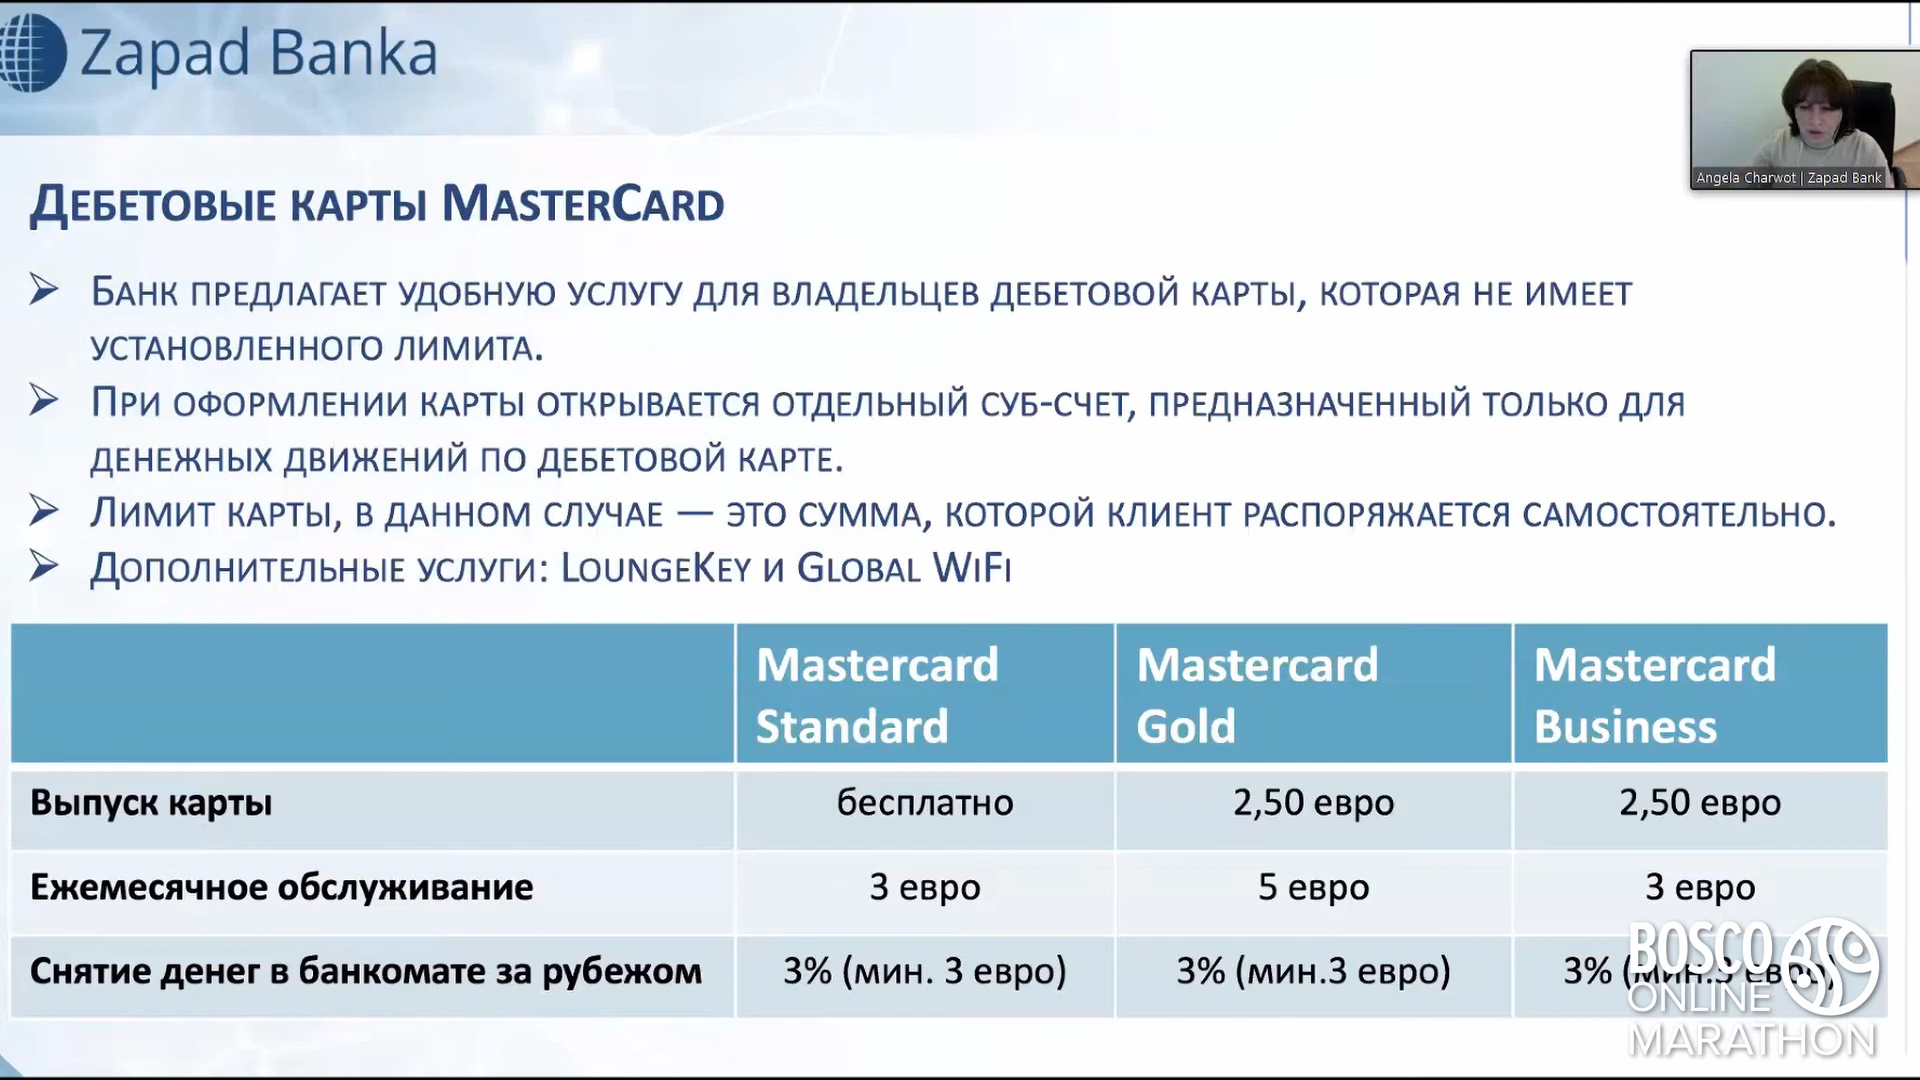 Zapad Banka
Angela Charwot | Zapad Bank
ДЕБЕТОВЫЕ КАРТЫ MASTERCARD
БАНК ПРЕДЛАГАЕТ УДОБНУЮ УСЛУГУ ДЛЯ ВЛАДЕЛЬЦЕВ ДЕБЕТОВОЙ КАРТЫ, КОТОРАЯ НЕ ИМЕЕТ
УСТАНОВЛЕННОГО ЛИМИТА.
ПРИ ОФОРМЛЕНИИ КАРТЫ ОТКРЫВАЕТСЯ ОТДЕЛЬНЫЙ СУБ-СЧЕТ, ПРЕДНАЗНАЧЕННЫЙ ТОЛЬКО ДЛЯ
ДЕНЕЖНЫХ ДВИЖЕНИЙ ПО ДЕБЕТОВОЙ КАРТЕ.
ЛИМИТ КАРТЫ, В ДАННОМ СЛУЧАЕ — ЭТО СУММА, КОТОРОЙ КЛИЕНТ РАСПОРЯЖАЕТСЯ САМОСТОЯТЕЛЬНО.
ДОПОЛНИТЕЛЬНЫЕ УСЛУГИ: LOUNGEKEY И GLOBAL WIFI
Mastercard Standard
Mastercard Gold
Mastercard Business
Выпуск карты бесплатно 2,50 евро 2,50 евро
Ежемесячное обслуживание 3 евро 5 евро 3 евро
Снятие денег в банкомате за рубежом 3% (мин. 3 евро) 3% (мин.3 евро) 3% (мин.3 евро)
BOSCO
ONLINE
MARATHON